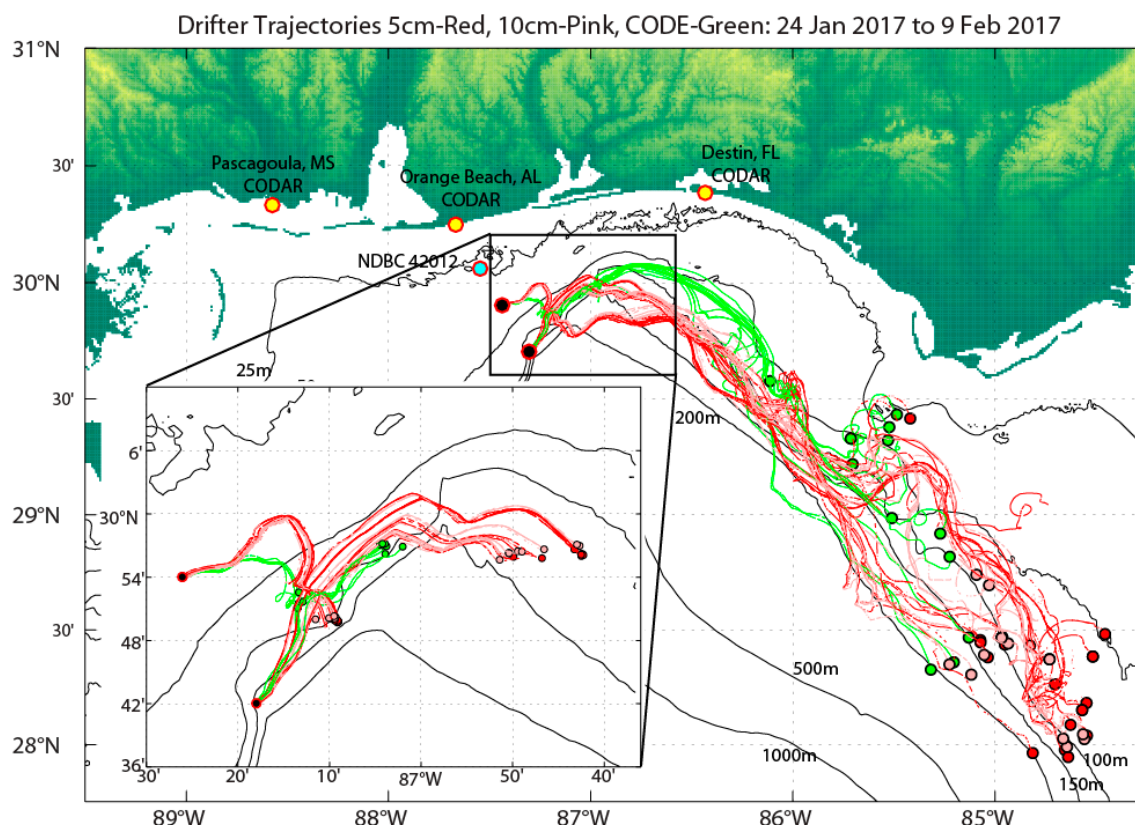 Drifter Trajectories 5cm-Red, 10cm-Pink, CODE-Green: 24 Jan 2017 to 9 Feb 2017
31°N
30'
30°N
30'
29°N
30'
28°N
89°W
88°W
87°W
86°W
85°W
Pascagoula, MS
CODAR
Orange Beach, AL
CODAR
Destin, FL
CODAR
NDBC 42012
25m
200m
500m
1000m
100m
150m
6'
30°N
54'
48'
42'
36'
30'
20'
10'
87°W
50'
40'